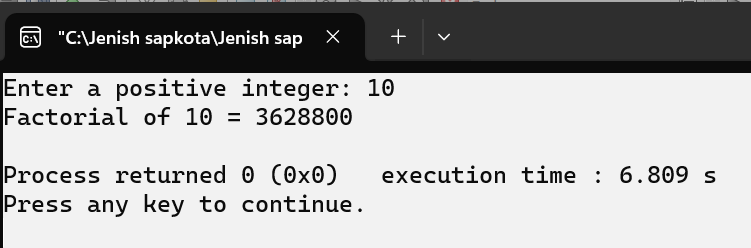 "C:\Jenish sapkota\Jenish sap
Enter a positive integer: 10
Factorial of 10 = 3628800
Process returned 0 (0x0)   execution time : 6.809 s
Press any key to continue.